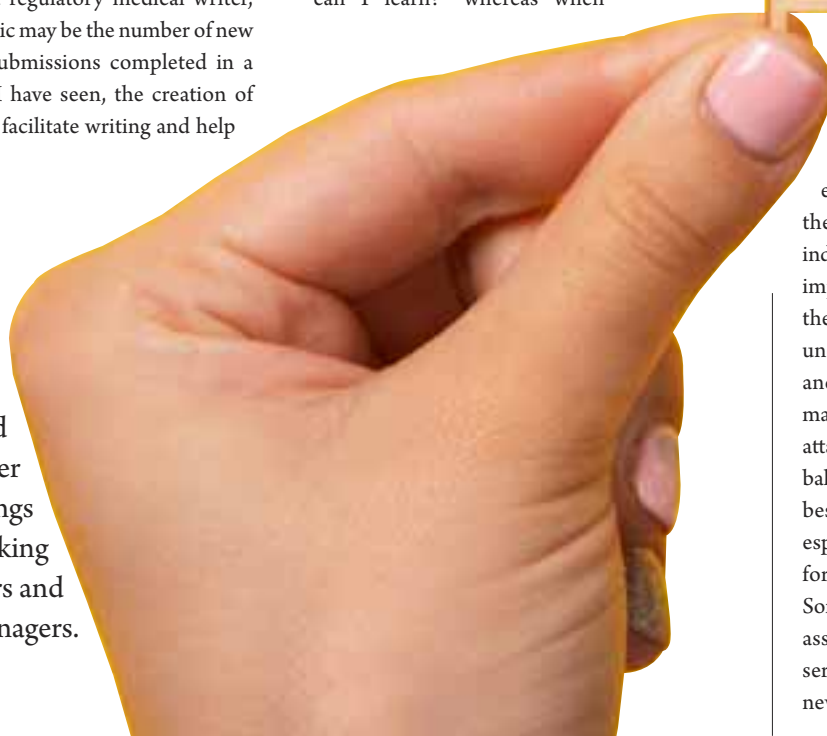 regulatory medical writer,
ic may be the number of new
ubmissions completed in a
I have seen, the creation of
facilitate writing and help
can I learn?" whereas when
d
er
ngs
king
rs and
nagers.
e
the
ind
im
the
un
and
ma
atta
bal
bes
esp
for
Som
ass
ser
nev